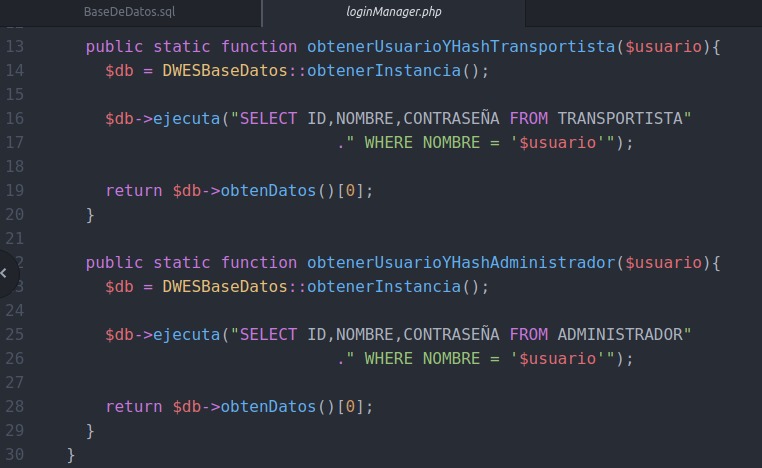 BaseDeDatos.sql loginManager.php
13 public static function obtenerUsuarioYHashTransportista($usuario){
14 $db = DWESBaseDatos::obtenerInstancia();
15
16 $db->ejecuta("SELECT ID,NOMBRE,CONTRASEÑA FROM TRANSPORTISTA"
17 ." WHERE NOMBRE = '$usuario'");
18
19 return $db->obtenDatos()[0];
20 }
21
2 public static function obtenerUsuarioYHashAdministrador($usuario){
3 $db = DWESBaseDatos::obtenerInstancia();
24
25 $db->ejecuta("SELECT ID,NOMBRE,CONTRASEÑA FROM ADMINISTRADOR"
26 ." WHERE NOMBRE = '$usuario'");
27
28 return $db->obtenDatos()[0];
29 }
30 }